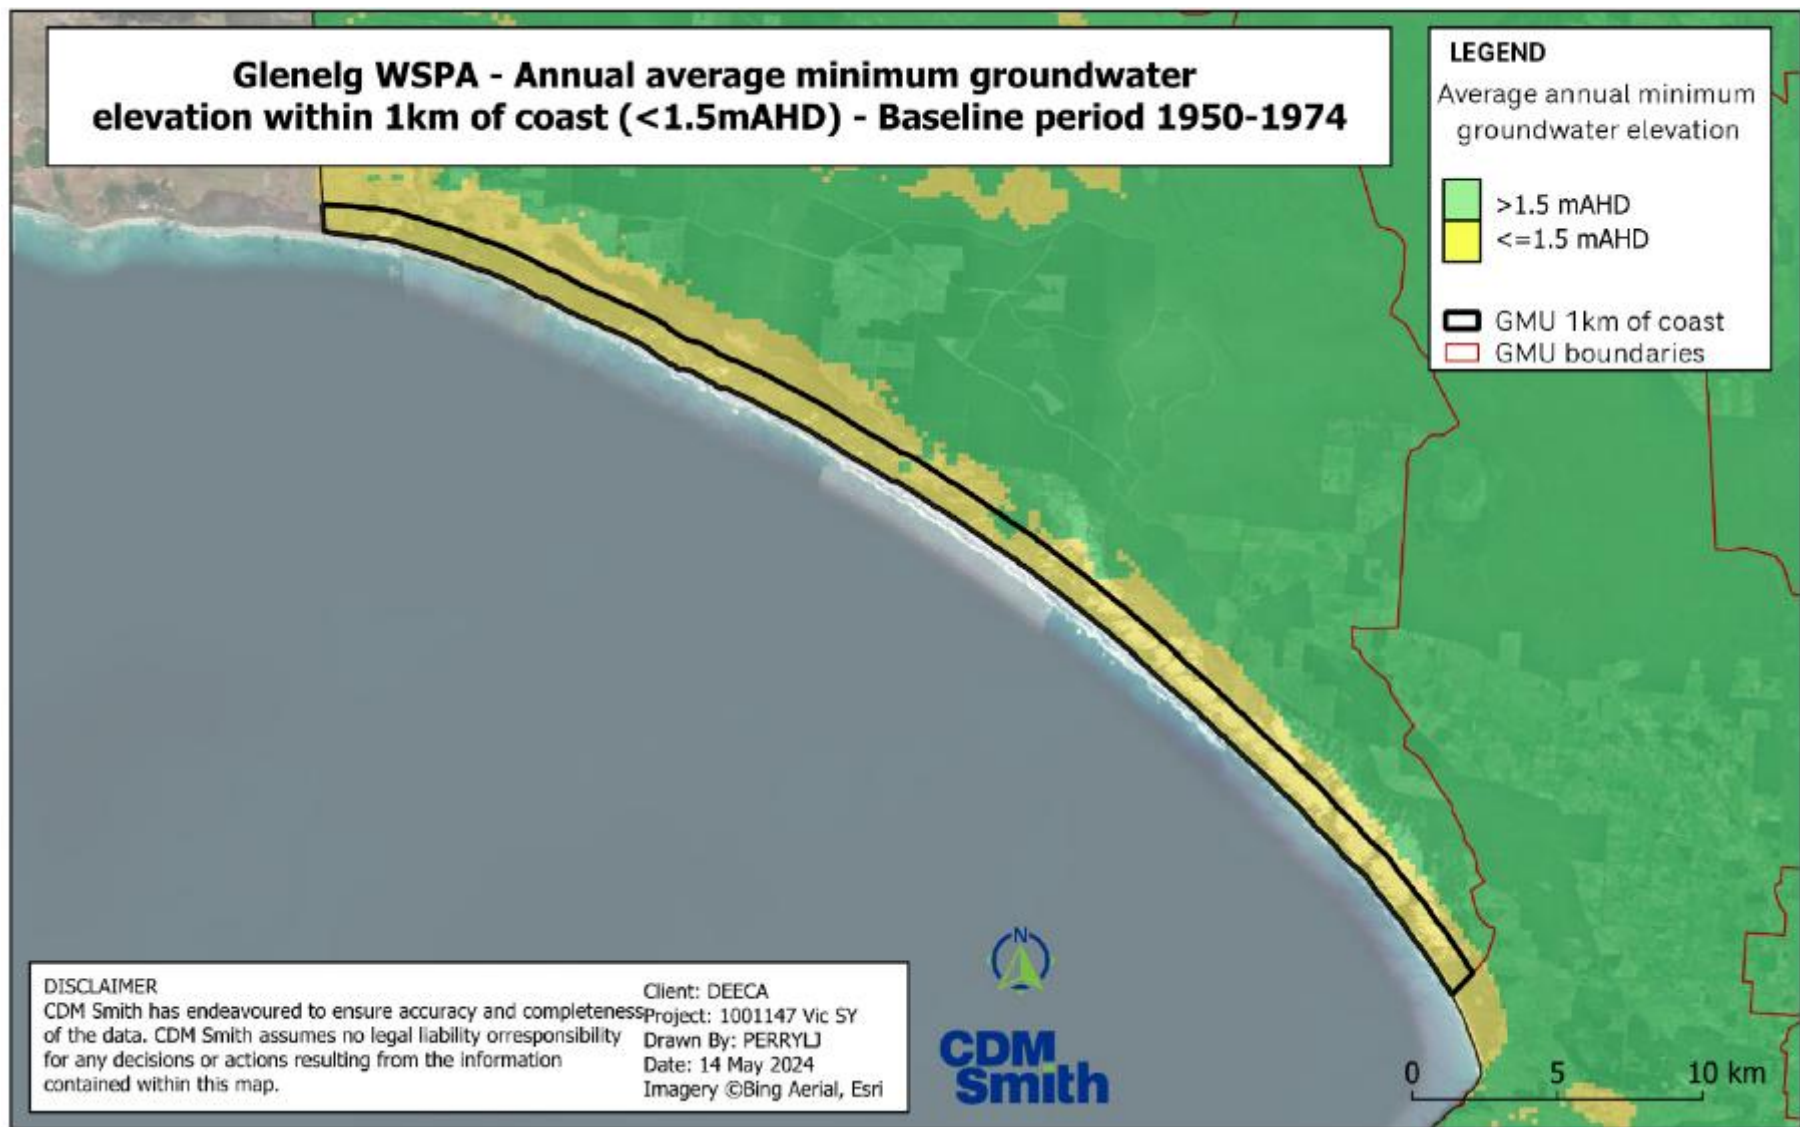 Glenelg WSPA - Annual average minimum groundwater
elevation within 1km of coast (<1.5mAHD) - Baseline period 1950-1974
LEGEND
Average annual minimum
groundwater elevation
>1.5 mAHD
<=1.5 mAHD
GMU 1km of coast
GMU boundaries
DISCLAIMER
CDM Smith has endeavoured to ensure accuracy and completeness
of the data. CDM Smith assumes no legal liability orresponsibility
for any decisions or actions resulting from the information
contained within this map.
Client: DEECA
Project: 1001147 Vic SY
Drawn By: PERRYLJ
Date: 14 May 2024
Imagery ©Bing Aerial, Esri
N
CDM
Smith
0 5 10 km